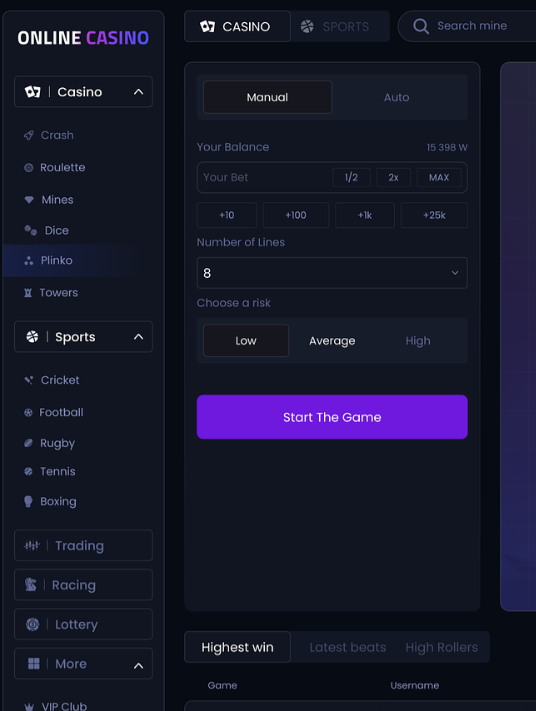 ONLINE CASINO
Casino
Crash
Roulette
Mines
Dice
Plinko
Towers
Sports
Cricket
Football
Rugby
Tennis
Boxing
Trading
Racing
Lottery
More
VIP Club
CASINO SPORTS Search mine
Manual Auto
Your Balance 15 398 W
Your Bet 1/2 2x MAX
+10 +100 +1k +25k
Number of Lines
8
Choose a risk
Low Average High
Start The Game
Highest win Latest beats High Rollers
Game Username